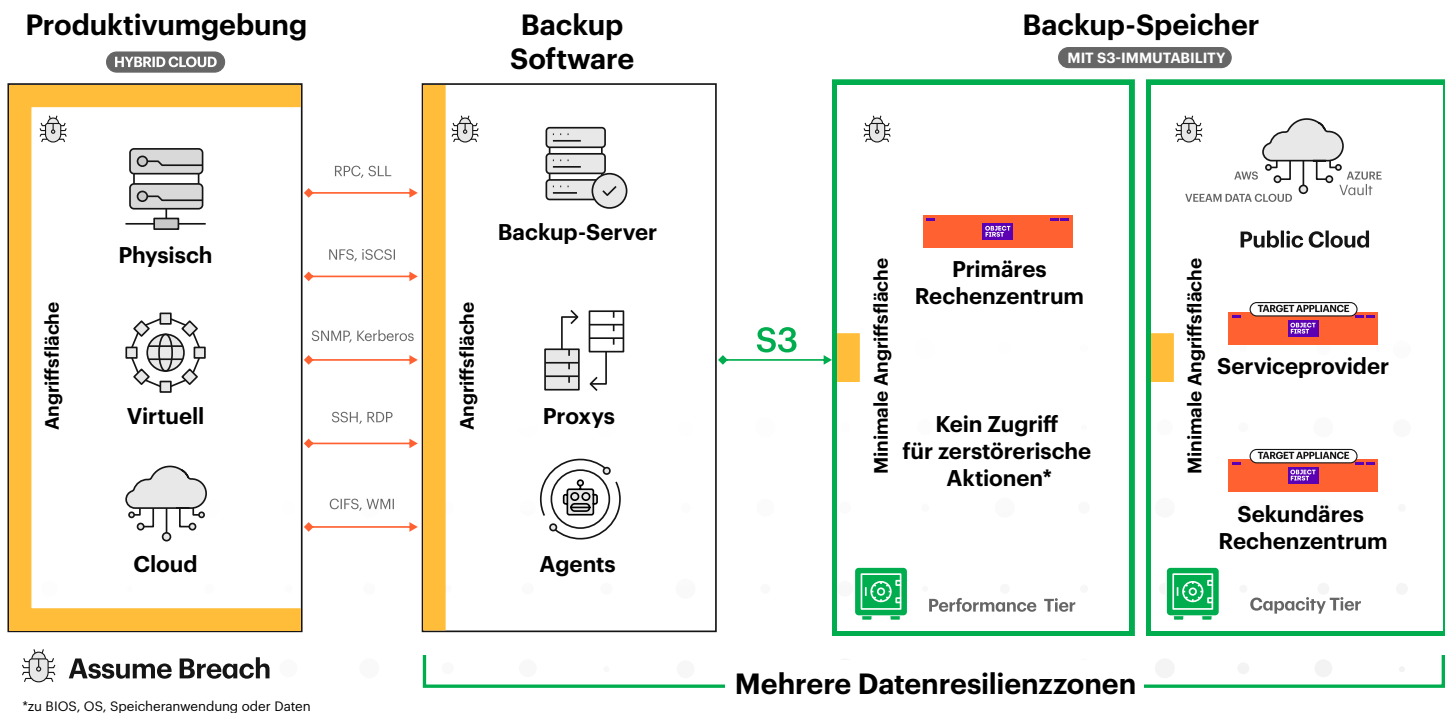 Produktivumgebung
HYBRID CLOUD
Angriffsfläche
Physisch
Virtuell
Cloud
RPC, SLL
NFS, iSCSI
SNMP, Kerberos
SSH, RDP
CIFS, WMI
Backup
Software
Angriffsfläche
Backup-Server
Proxys
Agents
S3
Backup-Speicher
MIT S3-IMMUTABILITY
Minimale Angriffsfläche
OBJECT
FIRST
Primäres
Rechenzentrum
Kein Zugriff
für zerstörerische
Aktionen*
Performance Tier
Minimale Angriffsfläche
AWS
AZURE
VEEAM DATA CLOUD
Vault
Public Cloud
TARGET APPLIANCE
OBJECT
FIRST
Serviceprovider
TARGET APPLIANCE
OBJECT
FIRST
Sekundäres
Rechenzentrum
Capacity Tier
Assume Breach
Mehrere Datenresilienzzonen
*zu BIOS, OS, Speicheranwendung oder Daten